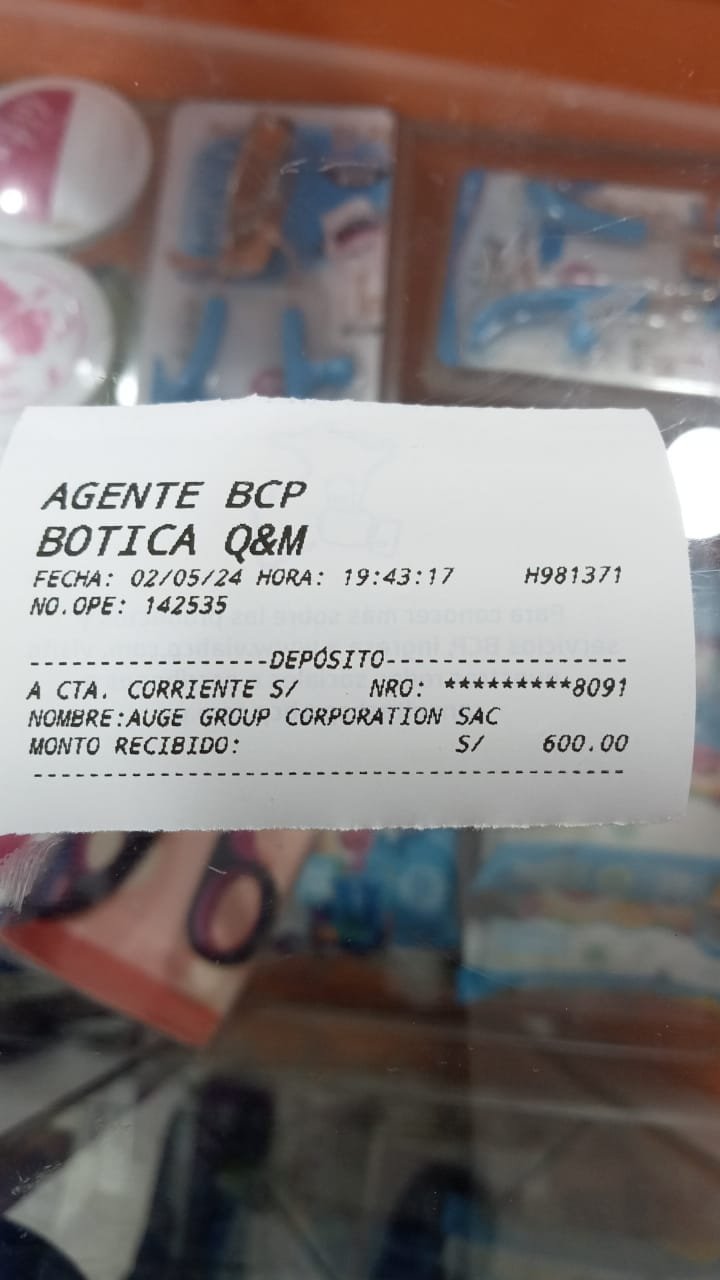 AGENTE BCP
BOTICA Q&M
FECHA: 02/05/24 HORA: 19:43:17 H981371
NO.OPE: 142535
-----------------DEPÓSITO-----------------
A CTA. CORRIENTE S/ NRO: *********8091
NOMBRE:AUGE GROUP CORPORATION SAC
MONTO RECIBIDO: S/ 600.00
------------------------------------------